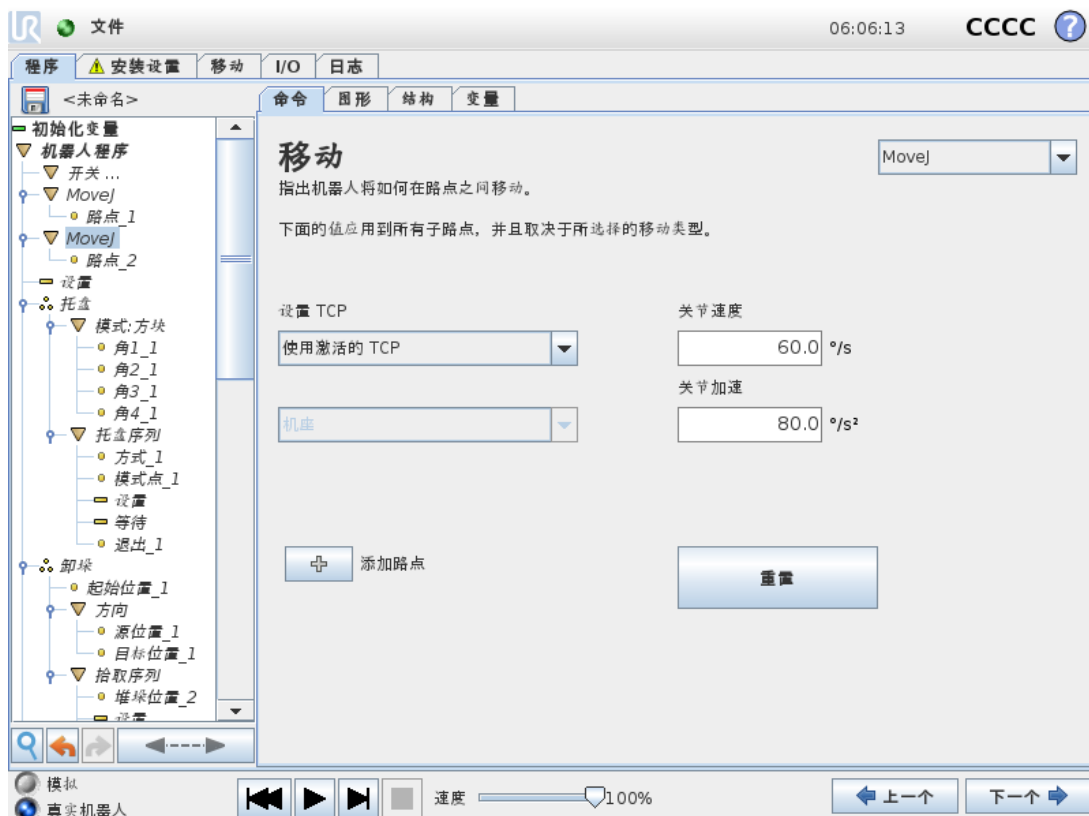 UR 文件 06:06:13 CCCC ?
程序 安装设置 移动 I/O 日志
<未命名> 命令 图形 结构 变量
初始化变量
机器人程序
开关 ...
MoveJ
路点_1
MoveJ
路点_2
设置
托盘
模式:方块
角1_1
角2_1
角3_1
角4_1
托盘序列
方式_1
模式点_1
设置
等待
退出_1
卸垛
起始位置_1
方向
源位置_1
目标位置_1
拾取序列
堆垛位置_2
设置
移动
MoveJ
指出机器人将如何在路点之间移动。
下面的值应用到所有子路点，并且取决于所选择的移动类型。
设置 TCP
使用激活的 TCP
机座
关节速度
60.0 °/s
关节加速
80.0 °/s²
添加路点
重置
模拟
真实机器人
速度 100%
上一个 下一个